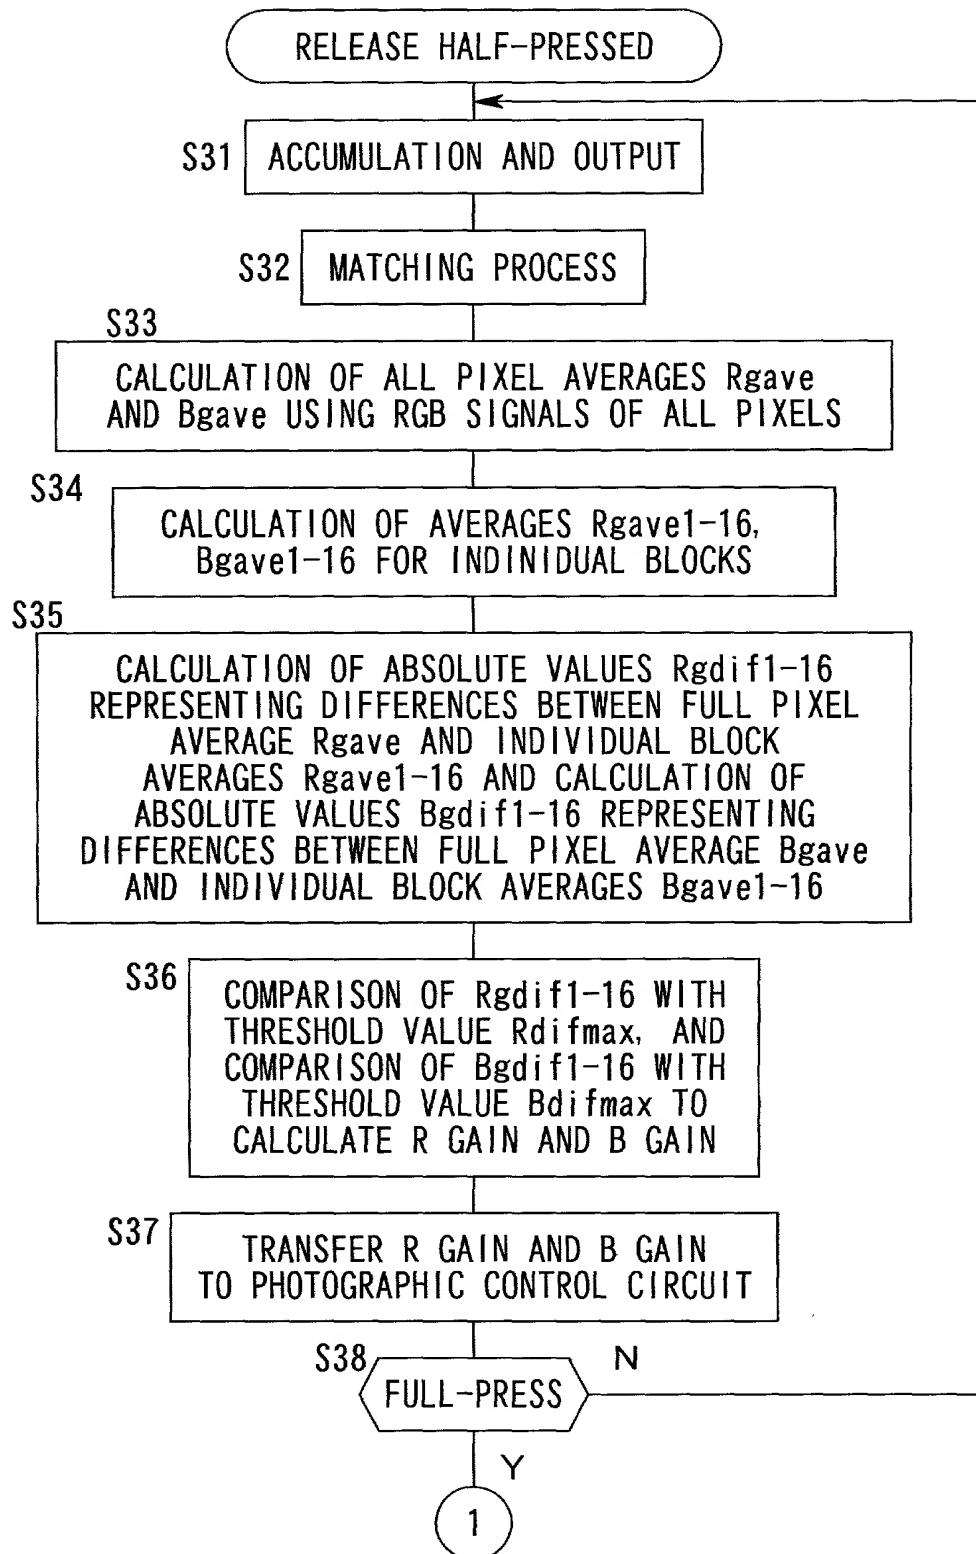 RELEASE HALF-PRESSED
S31
ACCUMULATION AND OUTPUT
S32
MATCHING PROCESS
S33
CALCULATION OF ALL PIXEL AVERAGES Rgave
AND Bgave USING RGB SIGNALS OF ALL PIXELS
S34
CALCULATION OF AVERAGES Rgave1-16,
Bgave1-16 FOR INDINIDUAL BLOCKS
S35
CALCULATION OF ABSOLUTE VALUES Rgdif1-16
REPRESENTING DIFFERENCES BETWEEN FULL PIXEL
AVERAGE Rgave AND INDIVIDUAL BLOCK
AVERAGES Rgave1-16 AND CALCULATION OF
ABSOLUTE VALUES Bgdif1-16 REPRESENTING
DIFFERENCES BETWEEN FULL PIXEL AVERAGE Bgave
AND INDIVIDUAL BLOCK AVERAGES Bgave1-16
S36
COMPARISON OF Rgdif1-16 WITH
THRESHOLD VALUE Rdifmax, AND
COMPARISON OF Bgdif1-16 WITH
THRESHOLD VALUE Bdifmax TO
CALCULATE R GAIN AND B GAIN
S37
TRANSFER R GAIN AND B GAIN
TO PHOTOGRAPHIC CONTROL CIRCUIT
S38
N
FULL-PRESS
Y
1